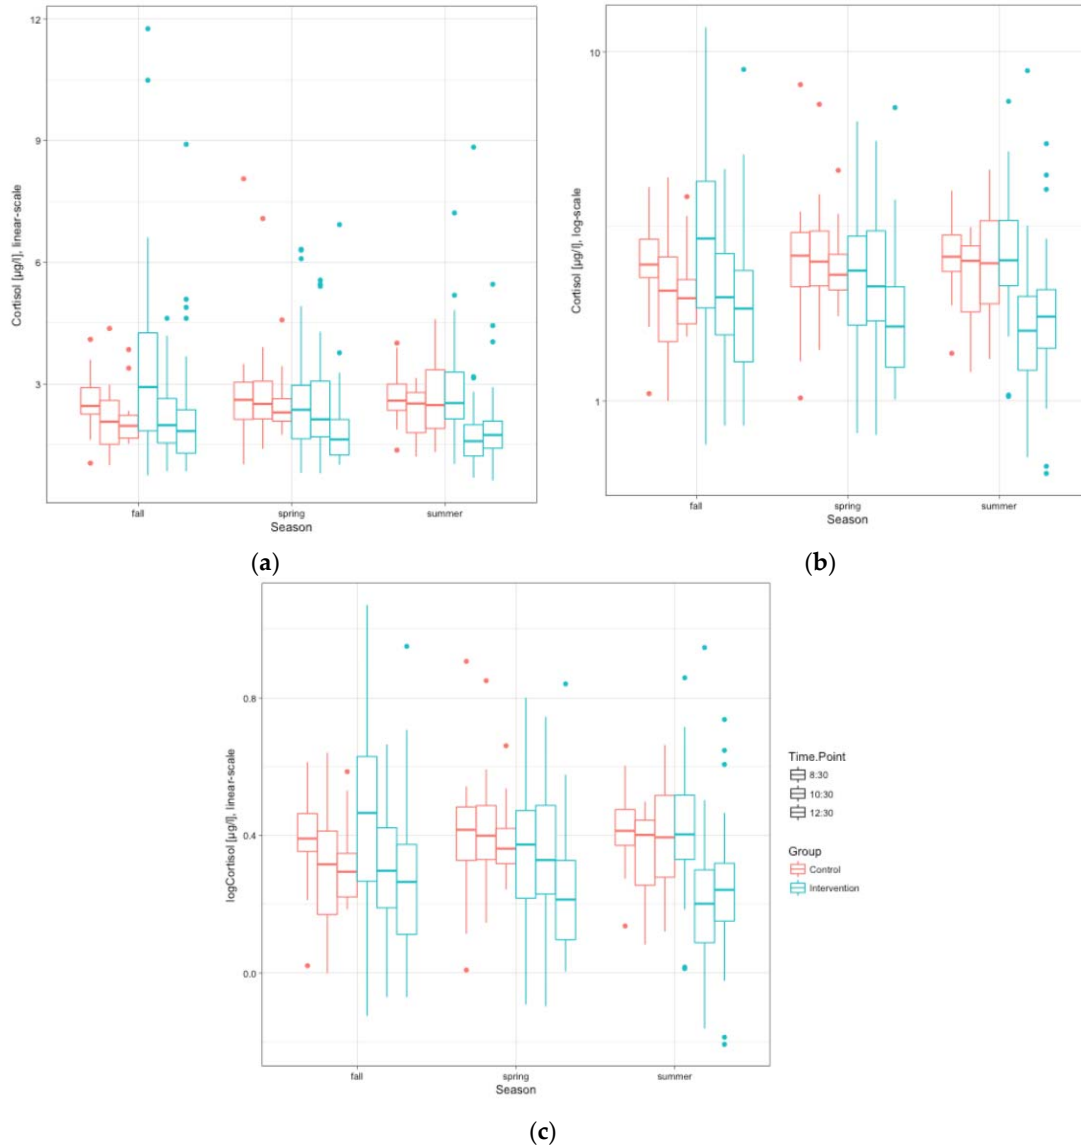 12
9
6
3
Cortisol [µg/l], linear-scale
fall
spring
summer
Season
(a)
10
1
Cortisol [µg/l], log-scale
fall
spring
summer
Season
(b)
0.8
0.4
0.0
logCortisol [µg/l], linear-scale
fall
spring
summer
Season
Time.Point
8:30
10:30
12:30
Group
Control
Intervention
(c)